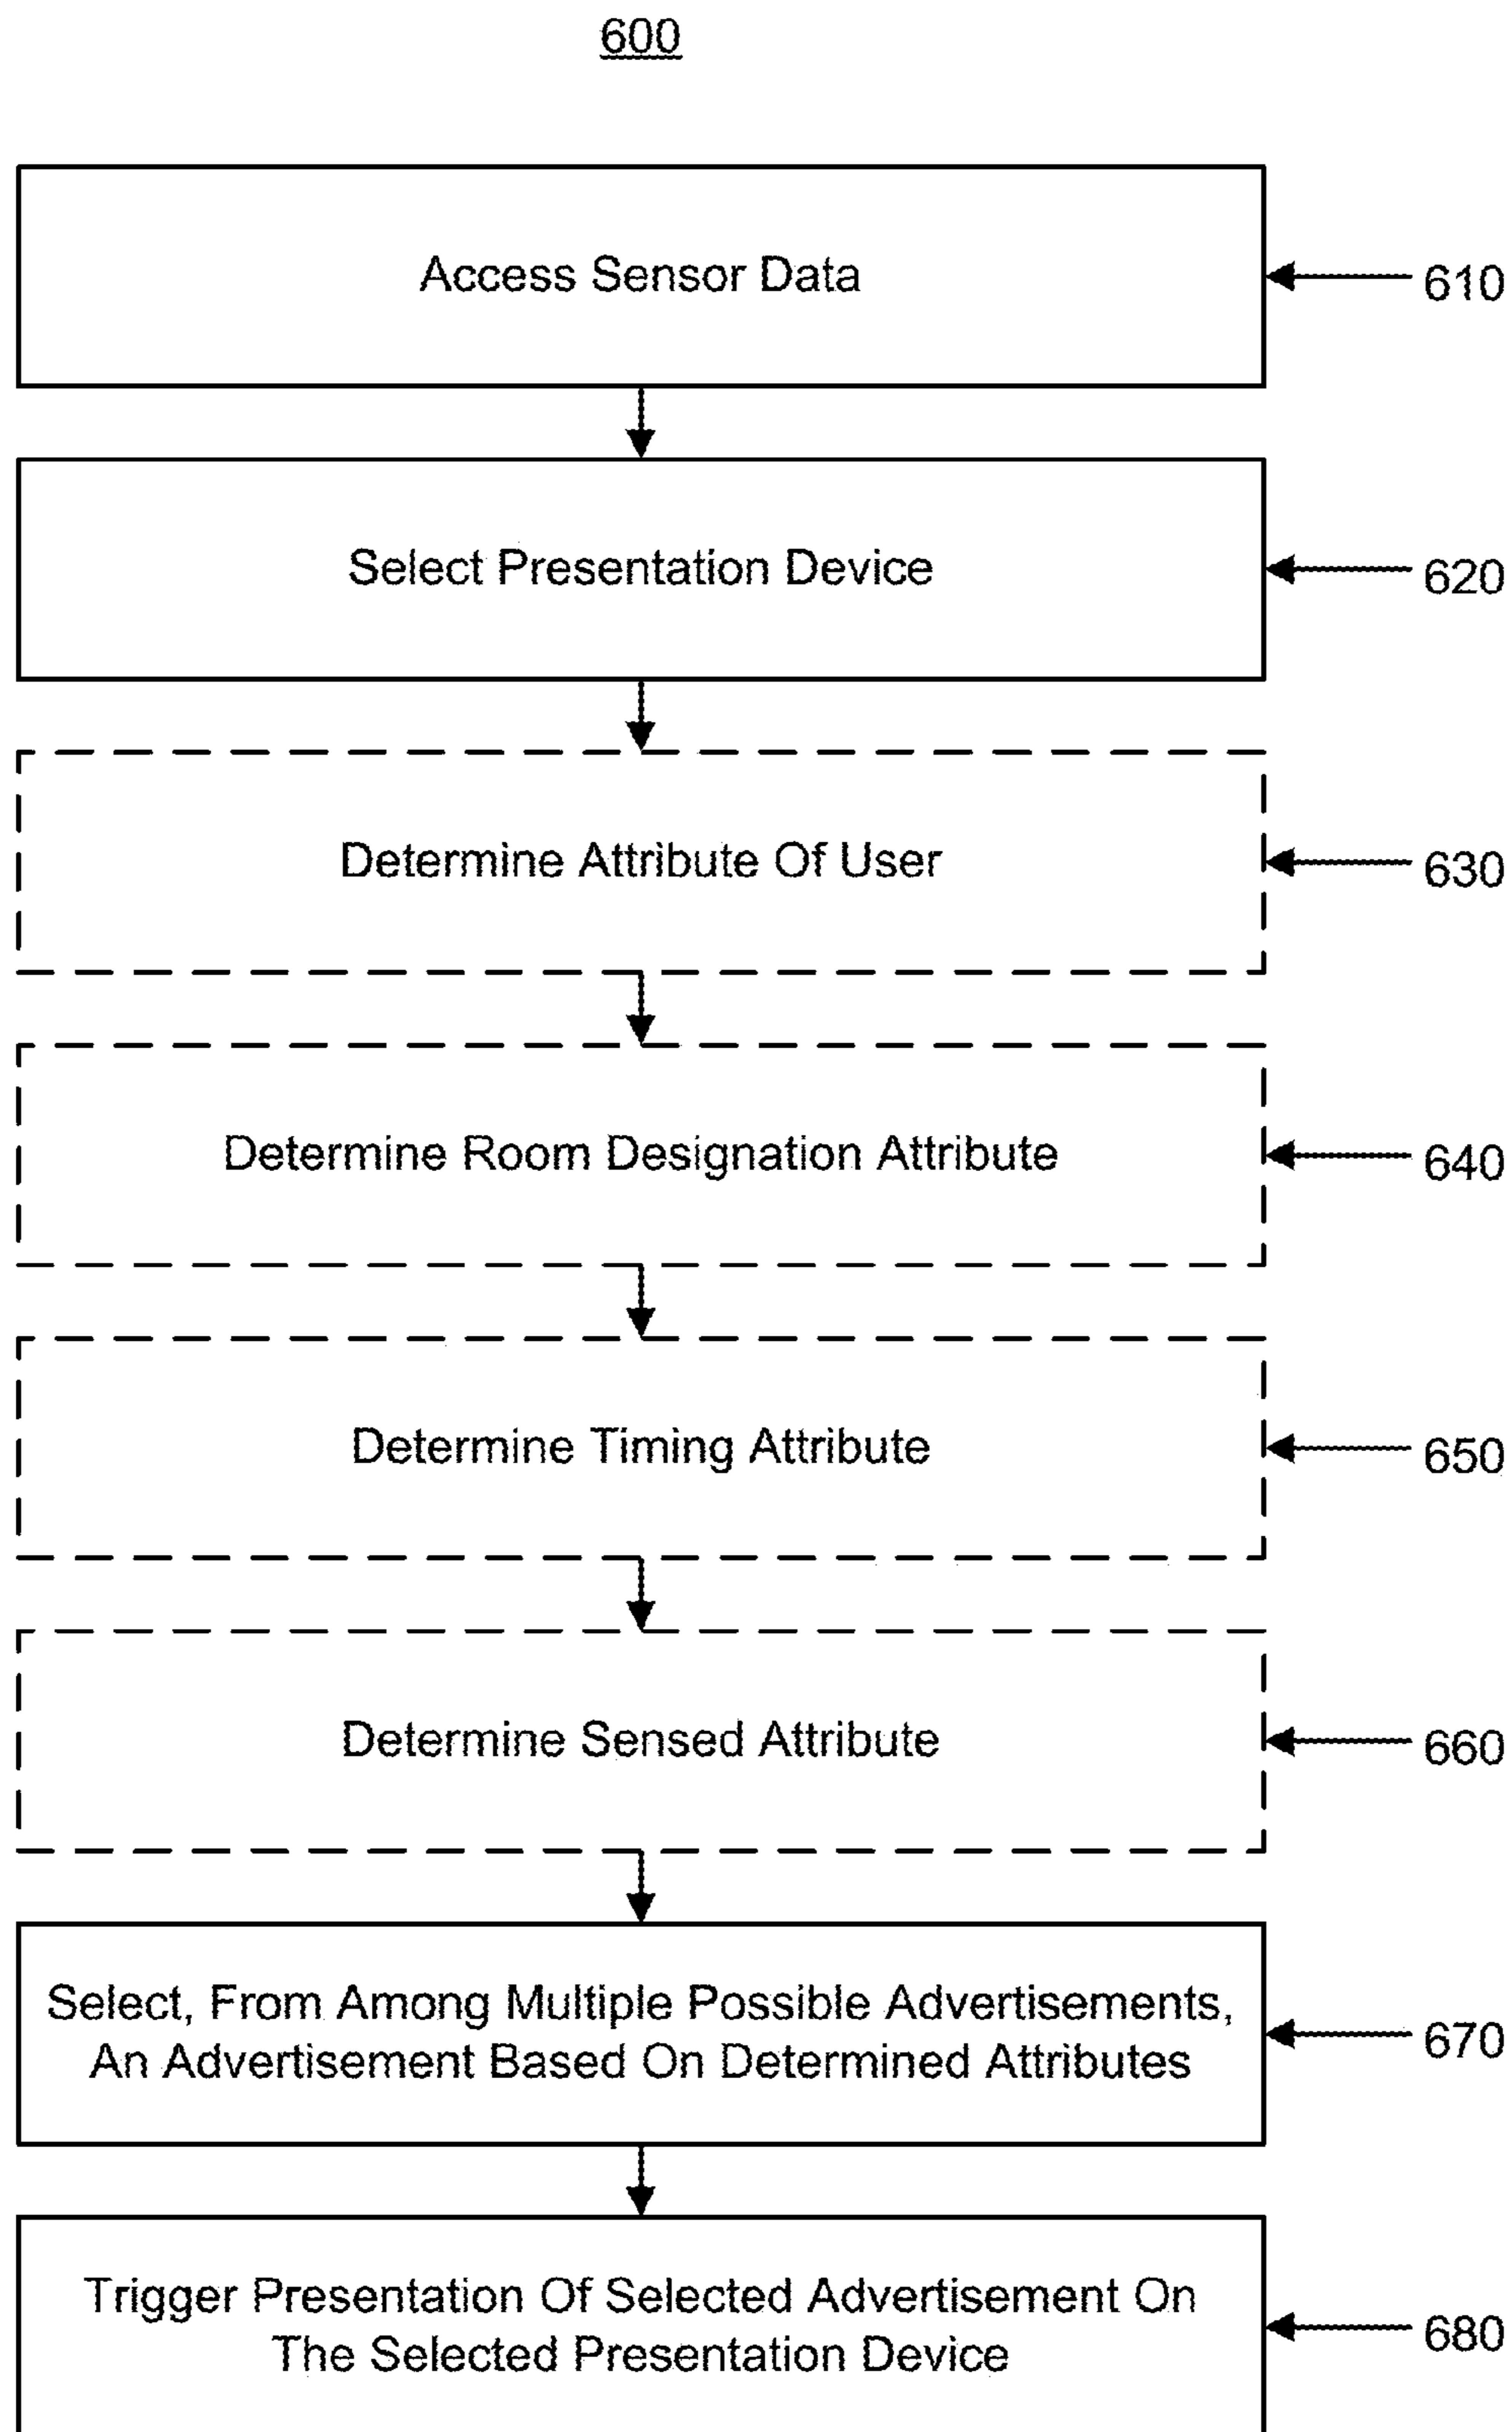 600
Access Sensor Data
610
Select Presentation Device
620
Determine Attribute Of User
630
Determine Room Designation Attribute
640
Determine Timing Attribute
650
Determine Sensed Attribute
660
Select, From Among Multiple Possible Advertisements,
An Advertisement Based On Determined Attributes
670
Trigger Presentation Of Selected Advertisement On
The Selected Presentation Device
680